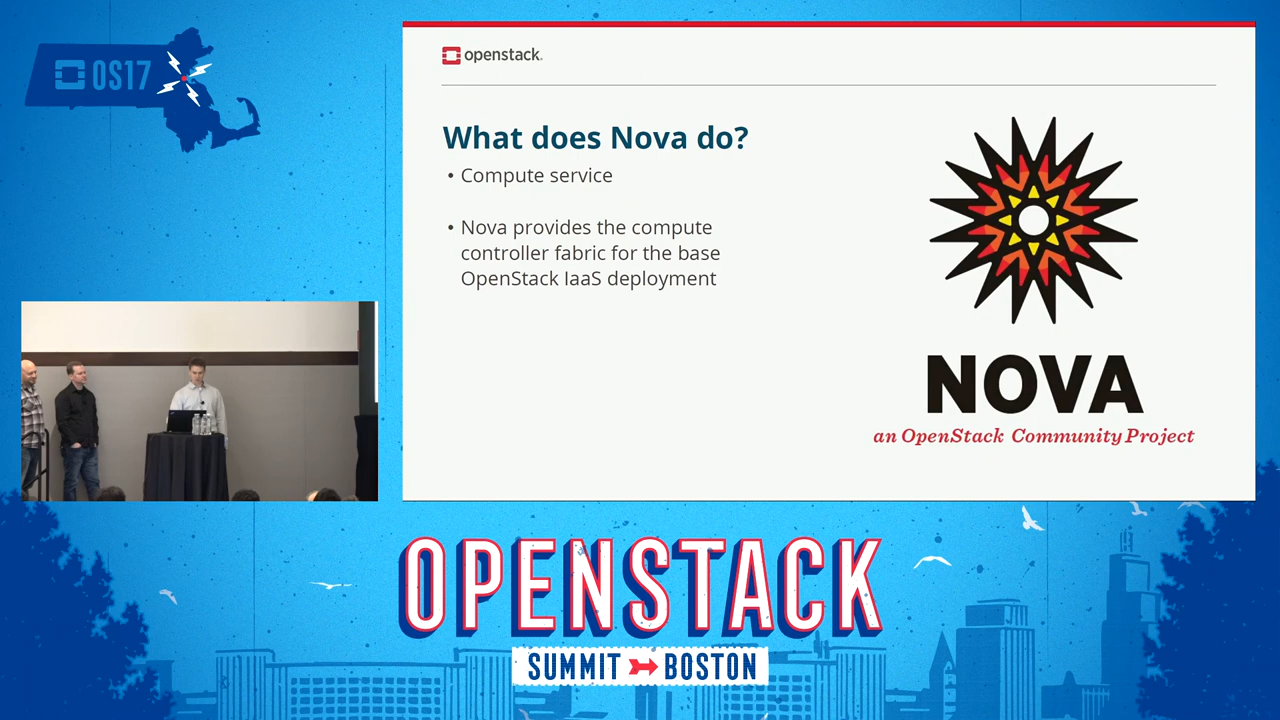 OS17
openstack.
What does Nova do?
• Compute service
• Nova provides the compute
controller fabric for the base
OpenStack IaaS deployment
NOVA
an OpenStack Community Project
OPENSTACK
SUMMIT BOSTON